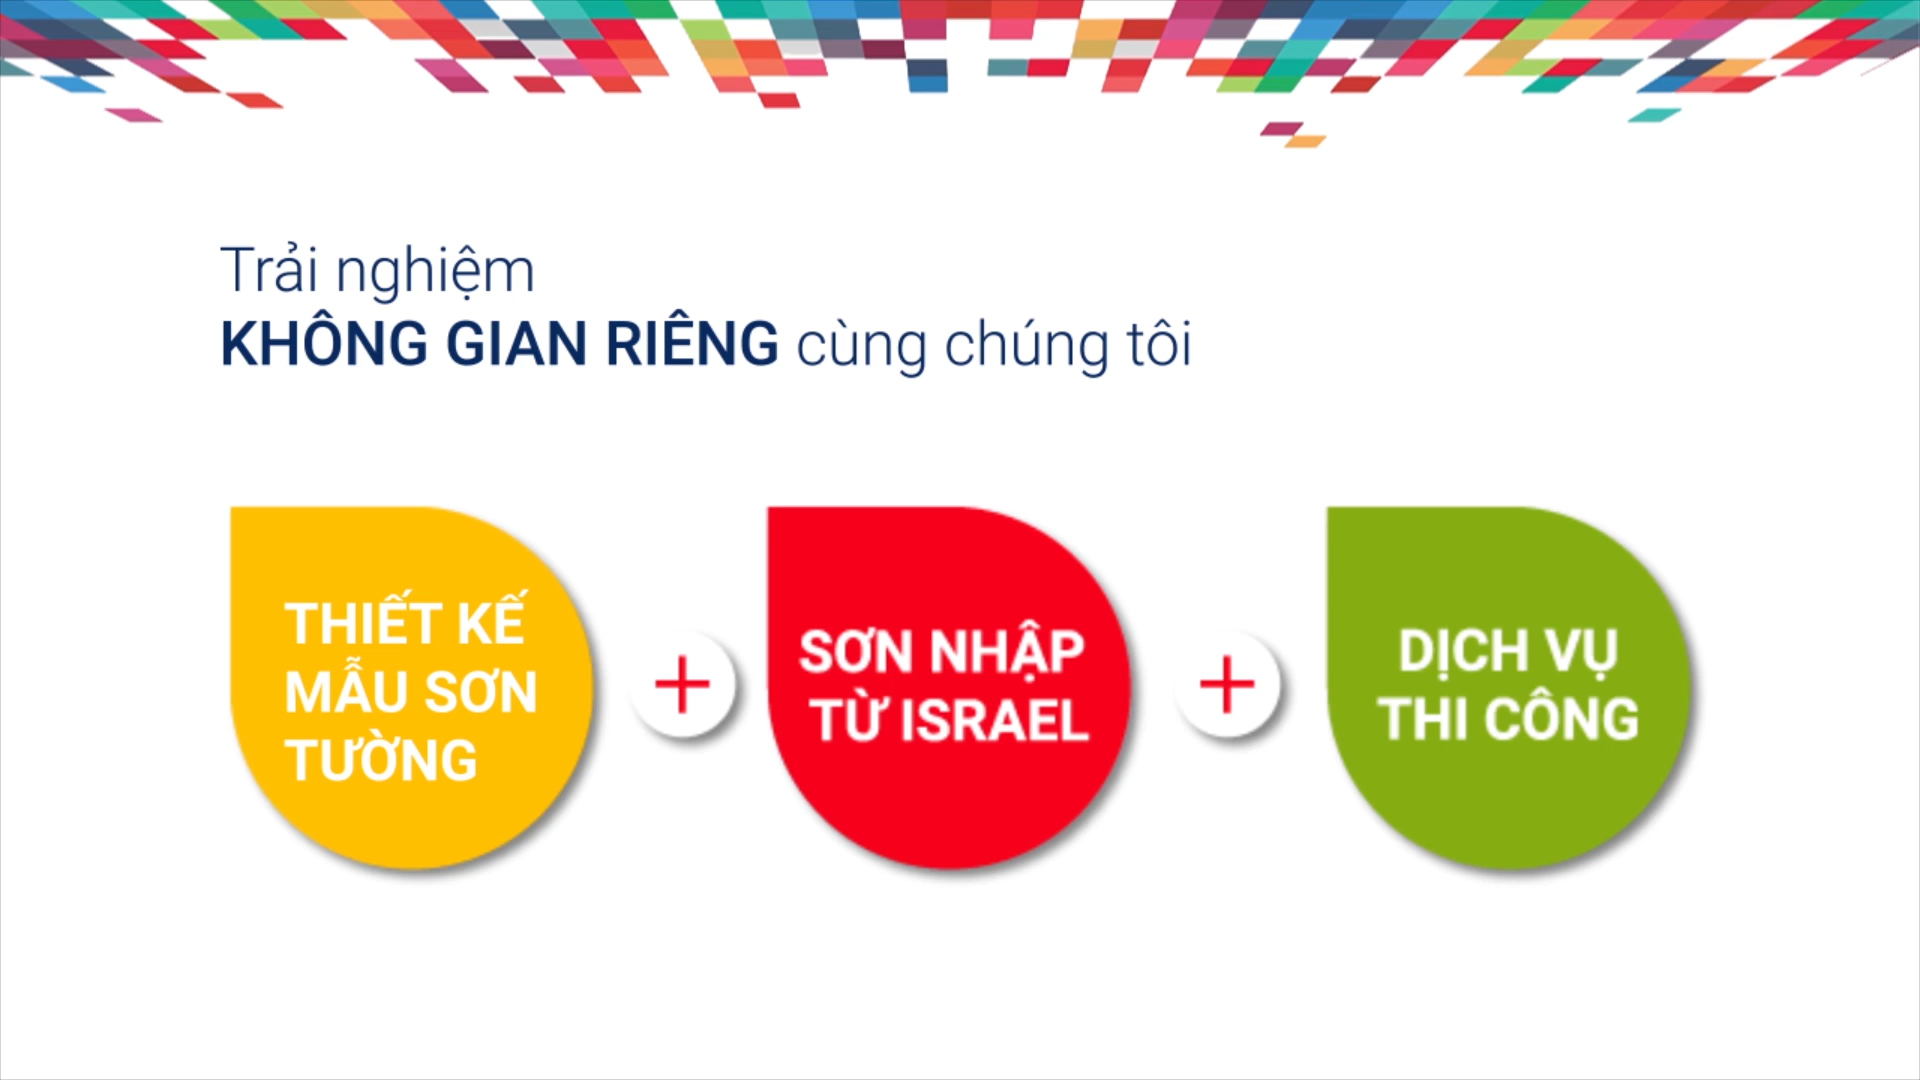 Trải nghiệm
KHÔNG GIAN RIÊNG cùng chúng tôi
THIẾT KẾ
MẪU SƠN
TƯỜNG
+
SƠN NHẬP
TỪ ISRAEL
+
DỊCH VỤ
THI CÔNG